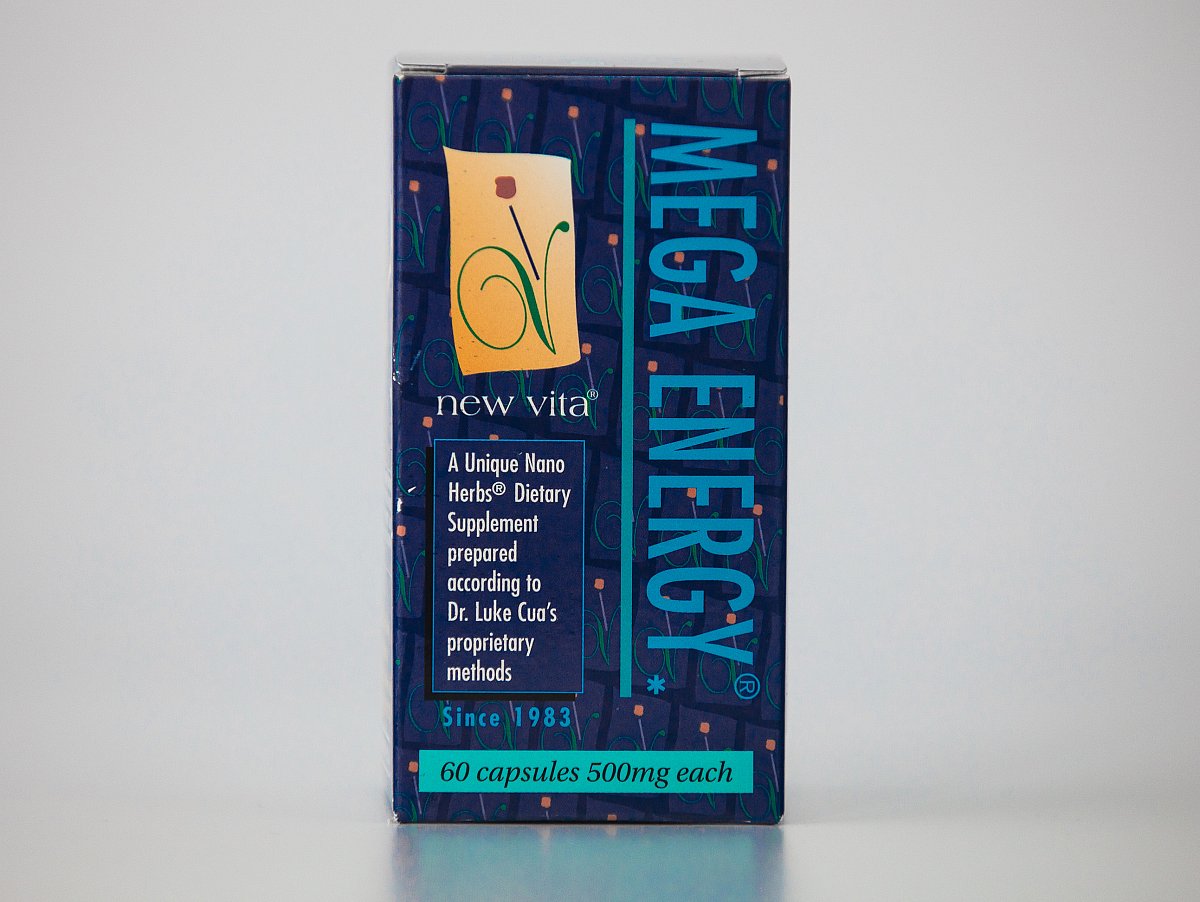 new vita®
A Unique Nano
Herbs® Dietary
Supplement
prepared
according to
Dr. Luke Cua's
proprietary
methods
Since 1983
MEGA ENERGY®*
60 capsules 500mg each